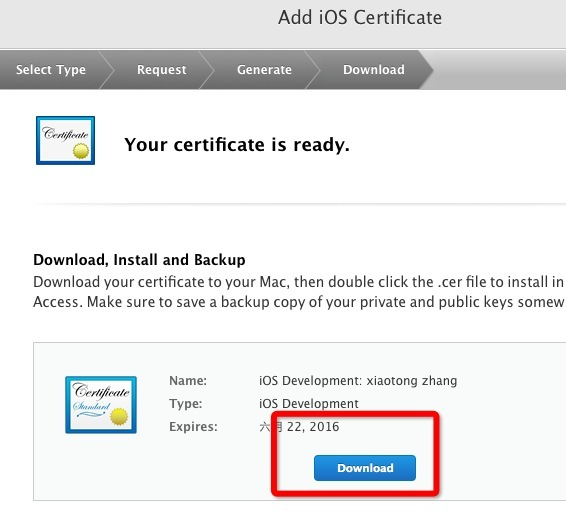 Add iOS Certificate
Select Type Request Generate Download
Certificate
Your certificate is ready.
Download, Install and Backup
Download your certificate to your Mac, then double click the .cer file to install in
Access. Make sure to save a backup copy of your private and public keys somew
Certificate
Standard
Name: iOS Development: xiaotong zhang
Type: iOS Development
Expires: 六月 22, 2016
Download